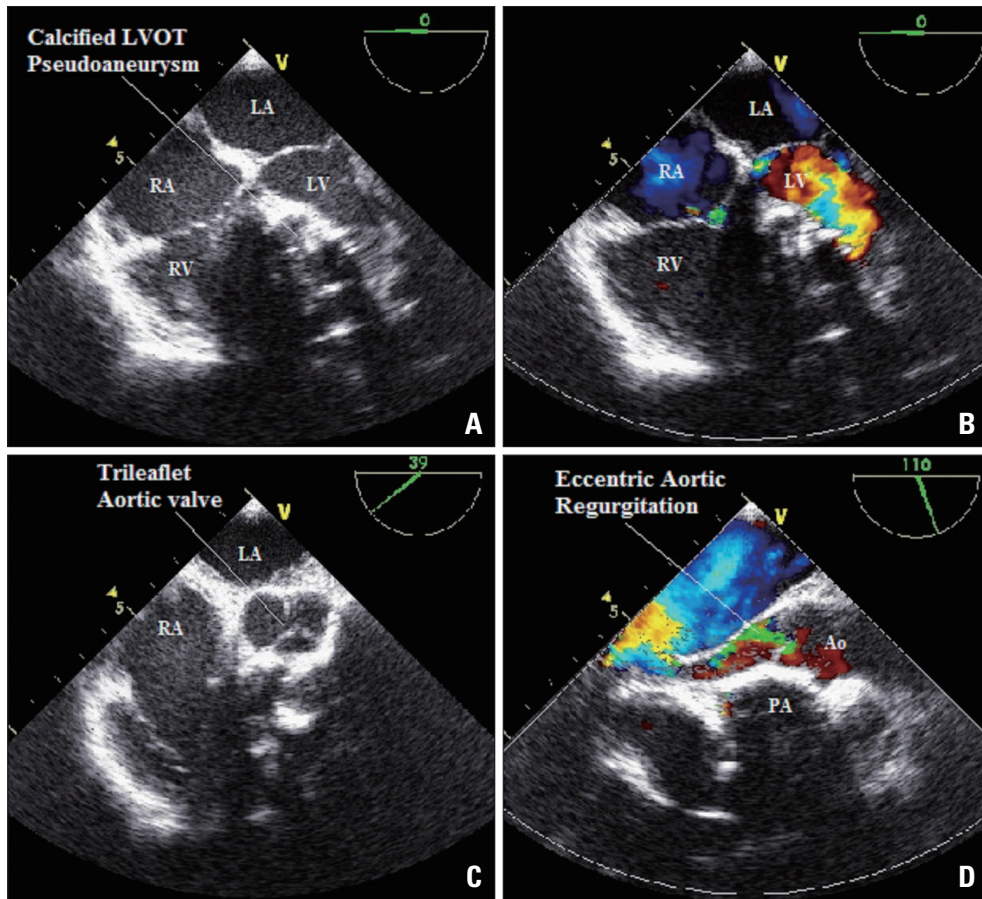 0
Calcified LVOT
Pseudoaneurysm
V
LA
5
RA
LV
RV
A
0
V
LA
5
RA
LV
RV
B
39
Trileaflet
Aortic valve
V
LA
5
RA
C
110
Eccentric Aortic
Regurgitation
V
5
Ao
PA
D